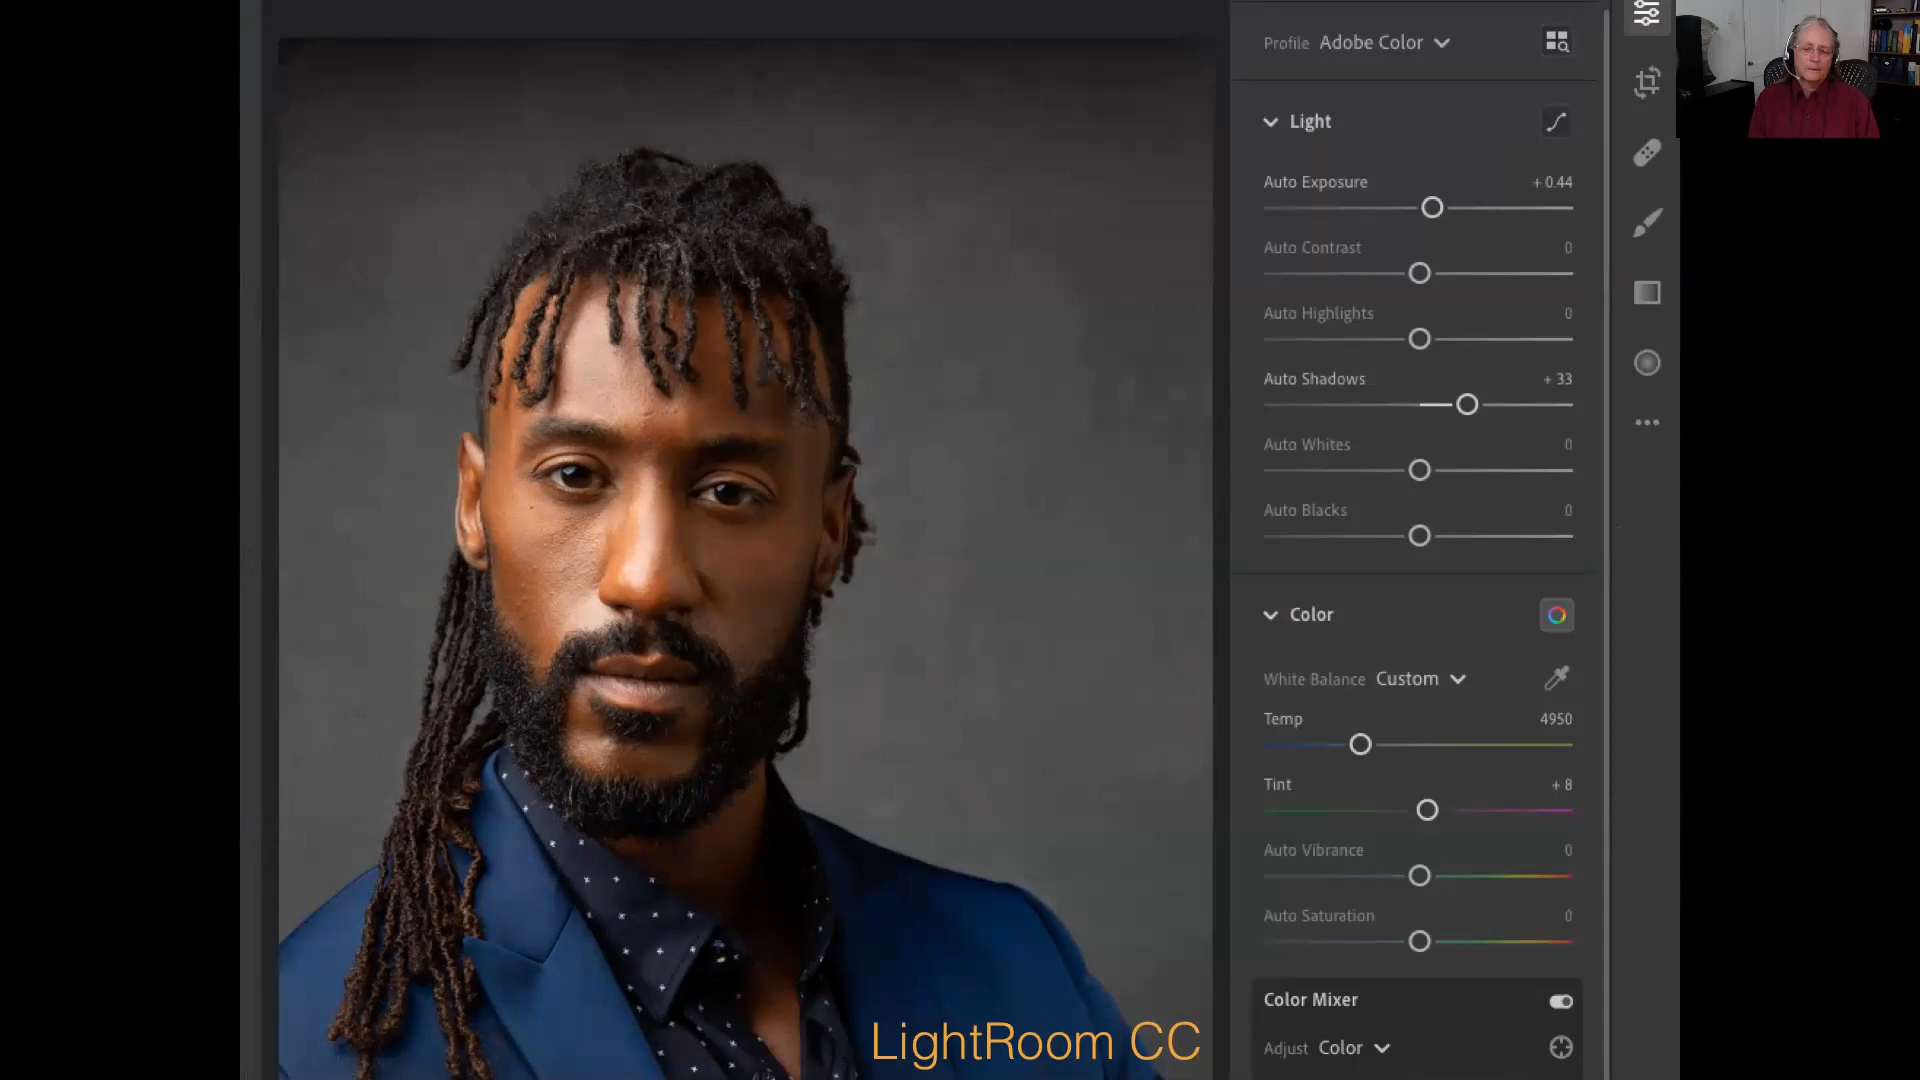 Profile Adobe Color
Light
Auto Exposure + 0.44
Auto Contrast 0
Auto Highlights 0
Auto Shadows + 33
Auto Whites 0
Auto Blacks 0
Color
White Balance Custom
Temp 4950
Tint + 8
Auto Vibrance 0
Auto Saturation 0
Color Mixer
Adjust Color
LightRoom CC